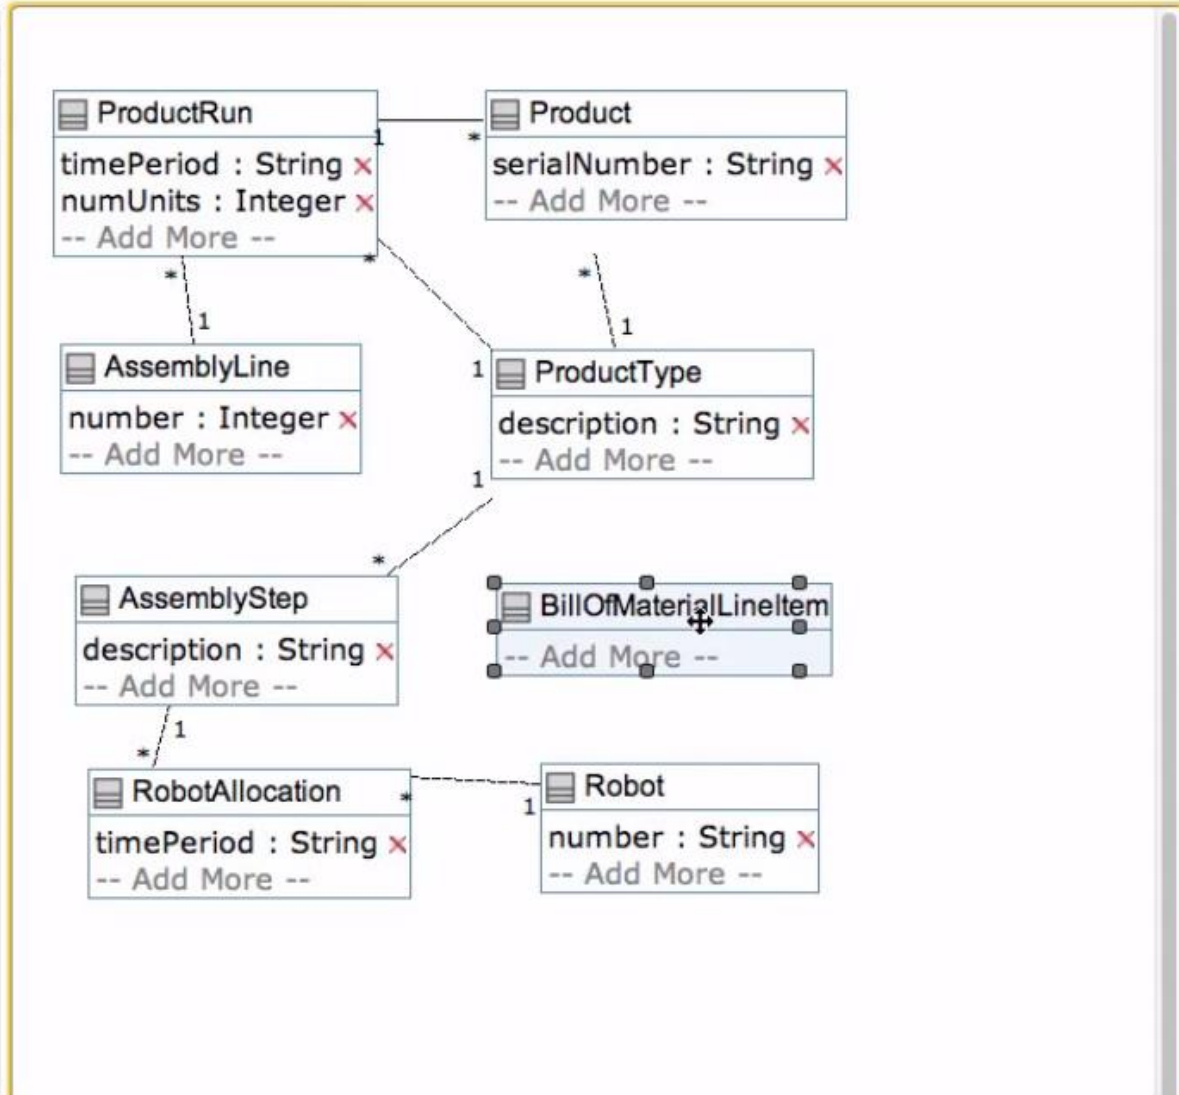 ProductRun
timePeriod : String
numUnits : Integer
-- Add More --
1
*
Product
serialNumber : String
-- Add More --
*
1
*
1
*
1
AssemblyLine
number : Integer
-- Add More --
ProductType
description : String
-- Add More --
1
*
AssemblyStep
description : String
-- Add More --
BillOfMaterialLineItem
-- Add More --
1
*
RobotAllocation
timePeriod : String
-- Add More --
*
1
Robot
number : String
-- Add More --